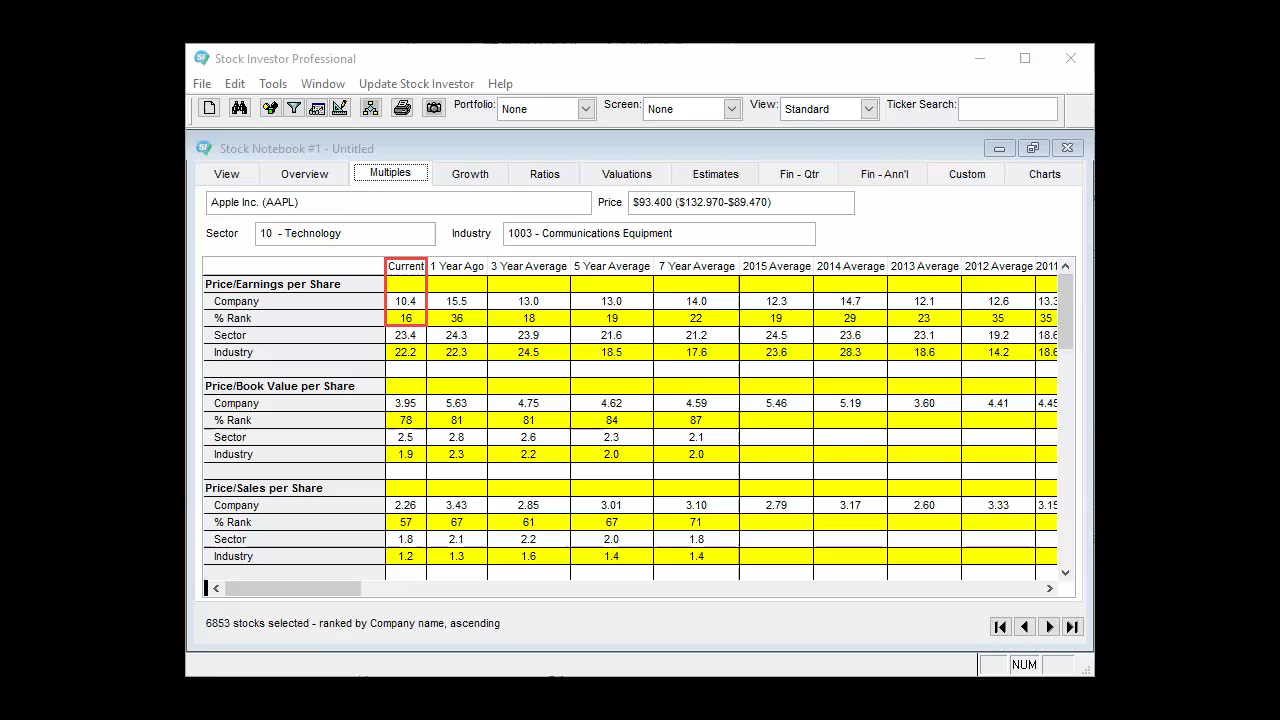 Stock Investor Professional
File Edit Tools Window Update Stock Investor Help
Portfolio: None Screen: None View: Standard Ticker Search:
Stock Notebook #1 - Untitled
View Overview Multiples Growth Ratios Valuations Estimates Fin - Qtr Fin - Ann'l Custom Charts
Apple Inc. (AAPL) Price $93.400 ($132.970-$89.470)
Sector 10 - Technology Industry 1003 - Communications Equipment
Current 1 Year Ago 3 Year Average 5 Year Average 7 Year Average 2015 Average 2014 Average 2013 Average 2012 Average 2011
Price/Earnings per Share
Company 10.4 15.5 13.0 13.0 14.0 12.3 14.7 12.1 12.6 13.3
% Rank 16 36 18 19 22 19 29 23 35 35
Sector 23.4 24.3 23.9 21.6 21.2 24.5 23.6 23.1 19.2 18.6
Industry 22.2 22.3 24.5 18.5 17.6 23.6 28.3 18.6 14.2 18.6
Price/Book Value per Share
Company 3.95 5.63 4.75 4.62 4.59 5.46 5.19 3.60 4.41 4.45
% Rank 78 81 81 84 87
Sector 2.5 2.8 2.6 2.3 2.1
Industry 1.9 2.3 2.2 2.0 2.0
Price/Sales per Share
Company 2.26 3.43 2.85 3.01 3.10 2.79 3.17 2.60 3.33 3.15
% Rank 57 67 61 67 71
Sector 1.8 2.1 2.2 2.0 1.8
Industry 1.2 1.3 1.6 1.4 1.4
6853 stocks selected - ranked by Company name, ascending
NUM